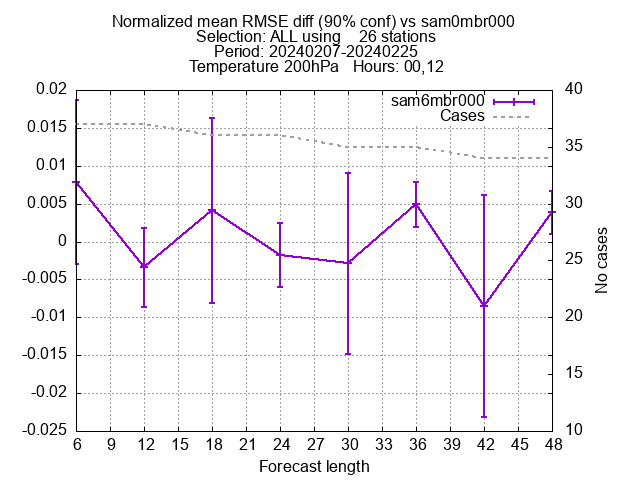 Normalized mean RMSE diff (90% conf) vs sam0mbr000
Selection: ALL using    26 stations
Period: 20240207-20240225
Temperature 200hPa   Hours: 00,12
sam6mbr000
Cases
0.02
0.015
0.01
0.005
0
-0.005
-0.01
-0.015
-0.02
-0.025
40
35
30
25
20
15
10
No cases
6 9 12 15 18 21 24 27 30 33 36 39 42 45 48
Forecast length